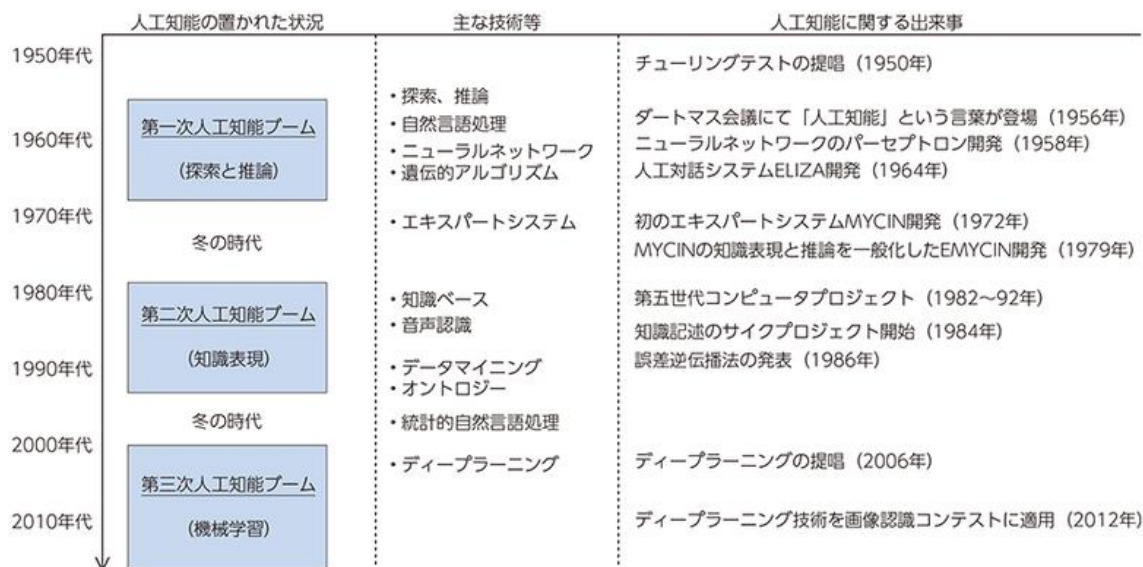 人工知能の置かれた状況
主な技術等
人工知能に関する出来事
1950年代
チューリングテストの提唱（1950年）
・探索、推論
第一次人工知能ブーム
・自然言語処理
ダートマス会議にて「人工知能」という言葉が登場（1956年）
1960年代
・ニューラルネットワーク
ニューラルネットワークのパーセプトロン開発（1958年）
（探索と推論）
・遺伝的アルゴリズム
人工対話システムELIZA開発（1964年）
1970年代
・エキスパートシステム
初のエキスパートシステムMYCIN開発（1972年）
冬の時代
MYCINの知識表現と推論を一般化したEMYCIN開発（1979年）
1980年代
・知識ベース
第五世代コンピュータプロジェクト（1982～92年）
第二次人工知能ブーム
・音声認識
知識記述のサイクプロジェクト開始（1984年）
（知識表現）
誤差逆伝播法の発表（1986年）
1990年代
・データマイニング
・オントロジー
冬の時代
・統計的自然言語処理
2000年代
・ディープラーニング
ディープラーニングの提唱（2006年）
第三次人工知能ブーム
2010年代
（機械学習）
ディープラーニング技術を画像認識コンテストに適用（2012年）